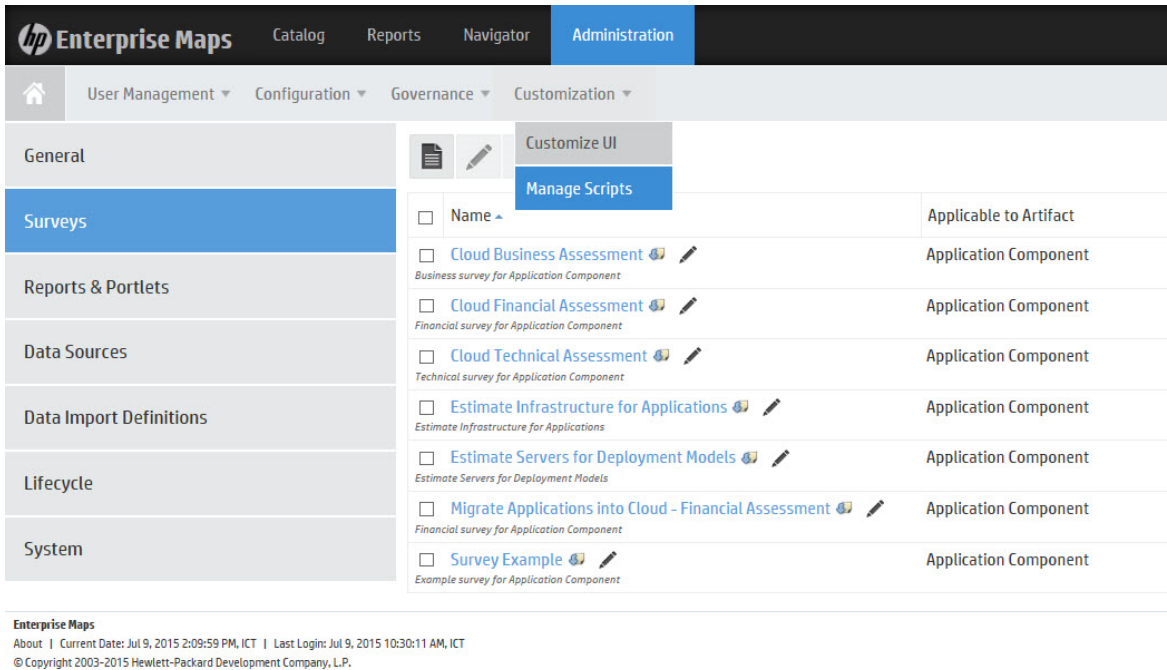 hp Enterprise Maps Catalog Reports Navigator Administration
User Management Configuration Governance Customization
Customize UI
Manage Scripts
General
Surveys
Reports & Portlets
Data Sources
Data Import Definitions
Lifecycle
System
Name Applicable to Artifact
Cloud Business Assessment Application Component
Business survey for Application Component
Cloud Financial Assessment Application Component
Financial survey for Application Component
Cloud Technical Assessment Application Component
Technical survey for Application Component
Estimate Infrastructure for Applications Application Component
Estimate Infrastructure for Applications
Estimate Servers for Deployment Models Application Component
Estimate Servers for Deployment Models
Migrate Applications into Cloud - Financial Assessment Application Component
Financial survey for Application Component
Survey Example Application Component
Example survey for Application Component
Enterprise Maps
About | Current Date: Jul 9, 2015 2:09:59 PM, ICT | Last Login: Jul 9, 2015 10:30:11 AM, ICT
© Copyright 2003-2015 Hewlett-Packard Development Company, L.P.